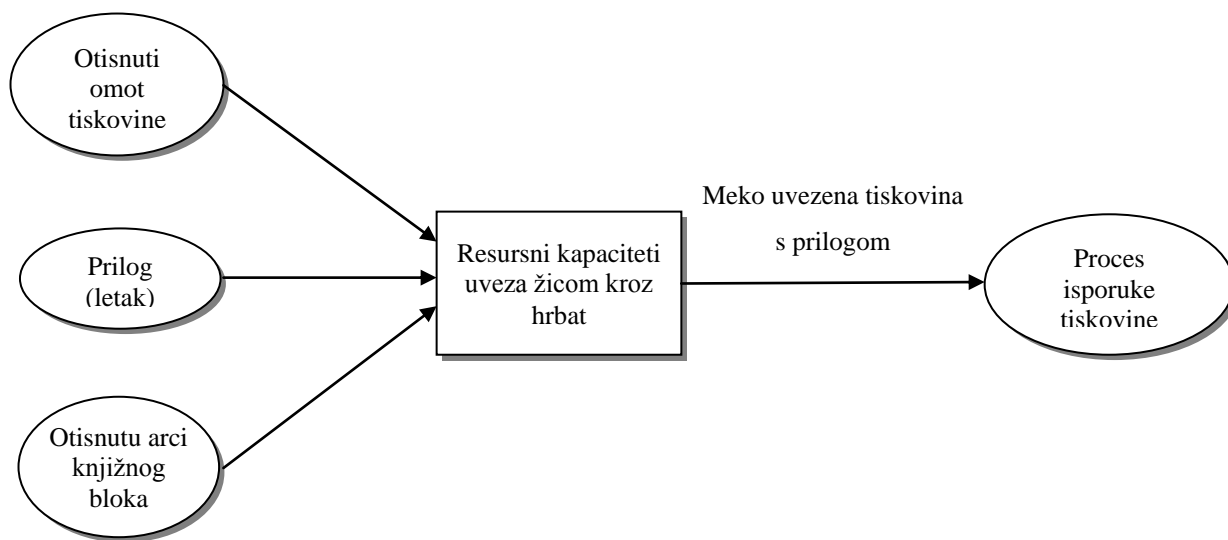 Otisnuti
omot
tiskovine
Prilog
(letak)
Otisnutu arci
knjižnog
bloka
Resursni kapaciteti
uveza žicom kroz
hrbat
Meko uvezena tiskovina
s prilogom
Proces
isporuke
tiskovine